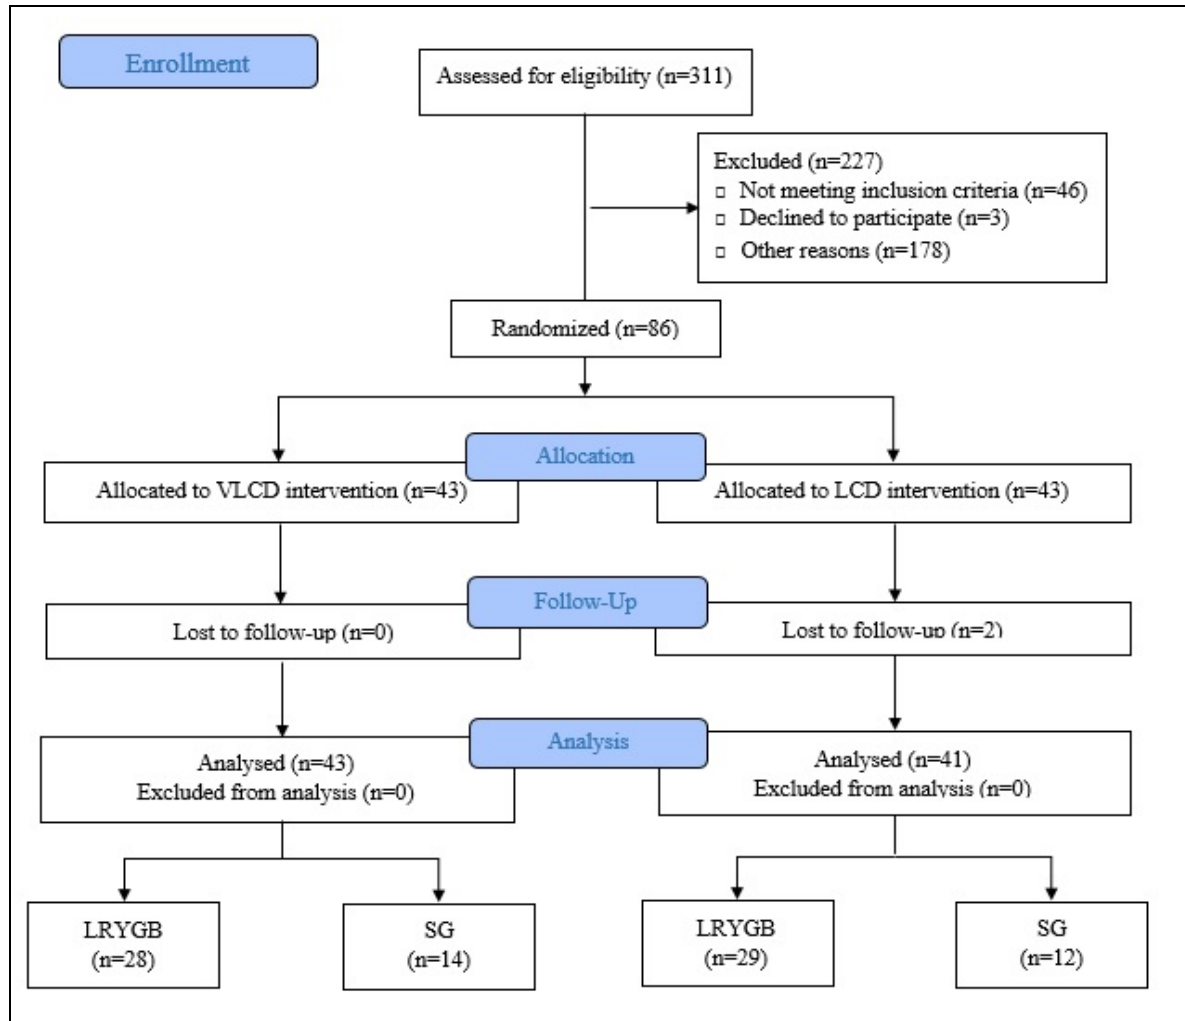 Enrollment
Assessed for eligibility (n=311)
Excluded (n=227)
□ Not meeting inclusion criteria (n=46)
□ Declined to participate (n=3)
□ Other reasons (n=178)
Randomized (n=86)
Allocation
Allocated to VLCD intervention (n=43)
Allocated to LCD intervention (n=43)
Follow-Up
Lost to follow-up (n=0)
Lost to follow-up (n=2)
Analysis
Analysed (n=43)
Excluded from analysis (n=0)
Analysed (n=41)
Excluded from analysis (n=0)
LRYGB
(n=28)
SG
(n=14)
LRYGB
(n=29)
SG
(n=12)